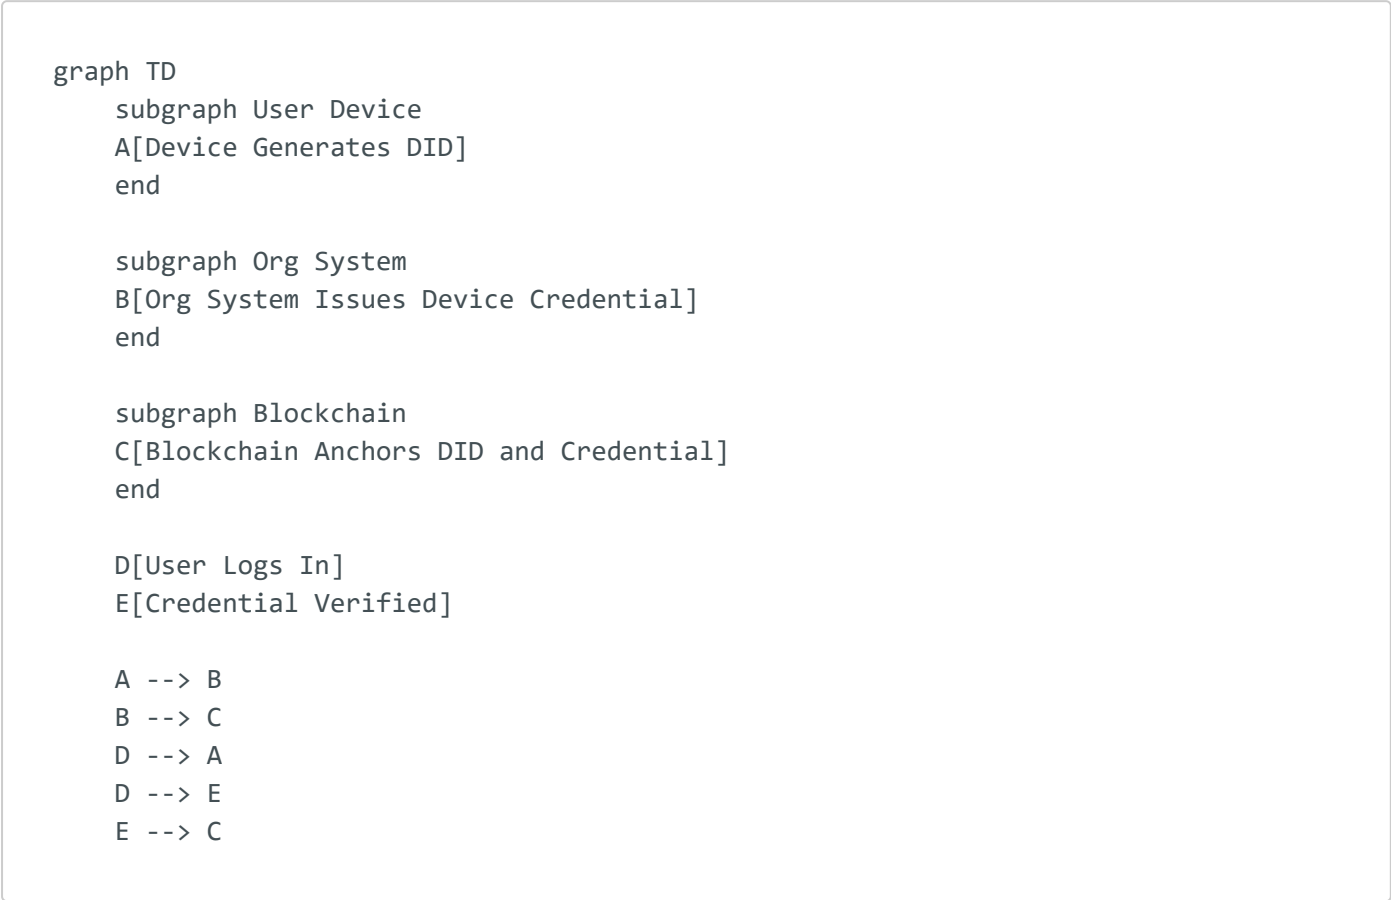 graph TD
    subgraph User Device
    A[Device Generates DID]
    end

    subgraph Org System
    B[Org System Issues Device Credential]
    end

    subgraph Blockchain
    C[Blockchain Anchors DID and Credential]
    end

    D[User Logs In]
    E[Credential Verified]

    A --> B
    B --> C
    D --> A
    D --> E
    E --> C